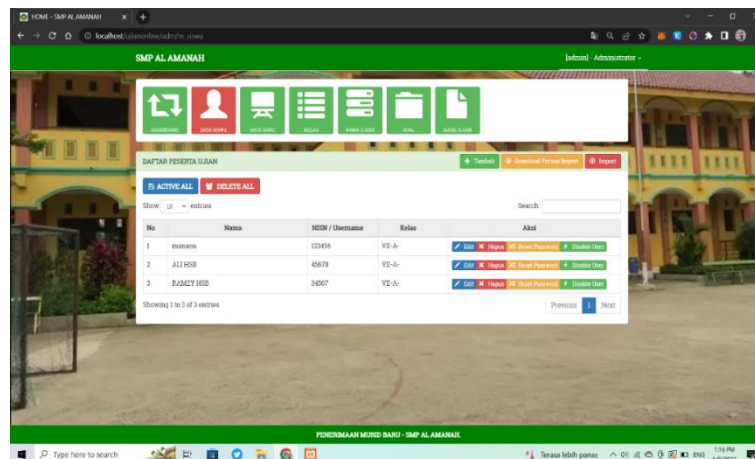 HOME - SMP AL AMANAH
localhost/ujianonline/adm/m_siswa
SMP AL AMANAH
[admin] - Administrator
DASHBOARD
DATA SISWA
DATA GURU
KELAS
SOAL
HASIL UJIAN
DAFTAR PESERTA UJIAN
Tambah
Download Format Import
Import
ACTIVE ALL
DELETE ALL
Show 10 entries
Search:
No Nama NISN / Username Kelas Aksi
1 123456 VII-A- Edit Hapus Reset Password Disable User
2 ALI HSB 45678 VII-A- Edit Hapus Reset Password Disable User
3 RAMZY HSB 34567 VII-A- Edit Hapus Reset Password Disable User
Showing 1 to 3 of 3 entries
Previous 1 Next
PENERIMAAN MURID BARU - SMP AL AMANAH.
Type here to search
Terasa lebih panas
ENG
1:16 PM